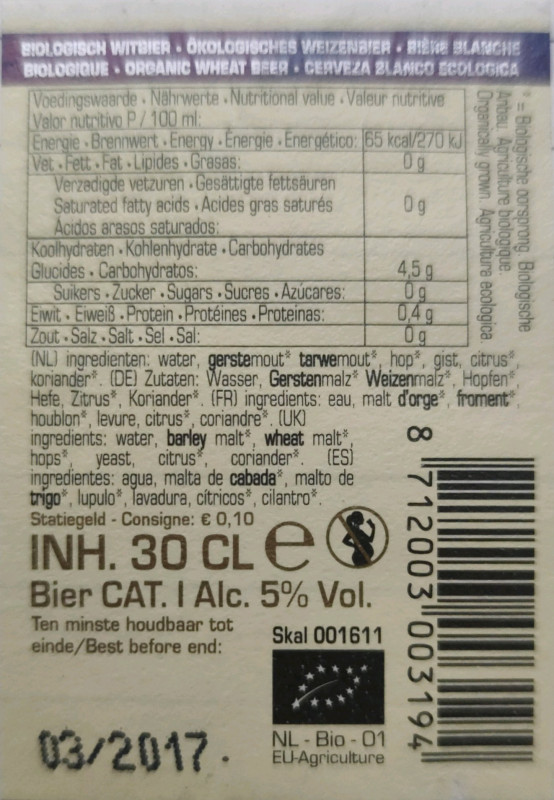 BIOLOGISCH WITBIER • ÖKOLOGISCHES WEIZENBIER • BIÈRE BLANCHE
BIOLOGIQUE • ORGANIC WHEAT BEER • CERVEZA BLANCO ECOLOGICA
Voedingswaarde • Nährwerte • Nutritional value • Valeur nutritive
Valor nutritivo P / 100 ml:
Energie • Brennwert • Energy • Énergie • Energético: 65 kcal/270 kJ
Vet • Fett • Fat • Lipides • Grasas: 0 g
Verzadigde vetzuren • Gesättigte fettsäuren
Saturated fatty acids • Acides gras saturés 0 g
Ácidos arasos saturados:
Koolhydraten • Kohlenhydrate • Carbohydrates
Glucides • Carbohydratos: 4,5 g
Suikers • Zucker • Sugars • Sucres • Azúcares: 0 g
Eiwit • Eiweiß • Protein • Protéines • Proteinas: 0,4 g
Zout • Salz • Salt • Sel • Sal: 0 g
* = Biologische oorsprong. Biologische
Anbau. Agriculture biologique.
Organically grown. Agricultura ecologica.
(NL) ingredienten: water, gerstemout* tarwemout*, hop*, gist, citrus*,
koriander*. (DE) Zutaten: Wasser, Gerstenmalz* Weizenmalz*, Hopfen*,
Hefe, Zitrus*, Koriander*. (FR) ingredients: eau, malt d'orge*, froment*,
houblon*, levure, citrus*, coriandre*. (UK)
ingredients: water, barley malt*, wheat malt*,
hops*, yeast, citrus*, coriander*. (ES)
ingredientes: agua, malta de cabada*, malto de
trigo*, lupulo*, lavadura, cítricos*, cilantro*.
Statiegeld - Consigne: € 0,10
INH. 30 CL e
Bier CAT. I Alc. 5% Vol.
Ten minste houdbaar tot
einde/Best before end:
03/2017.
Skal 001611
NL - Bio - 01
EU-Agriculture
8 712003 003194